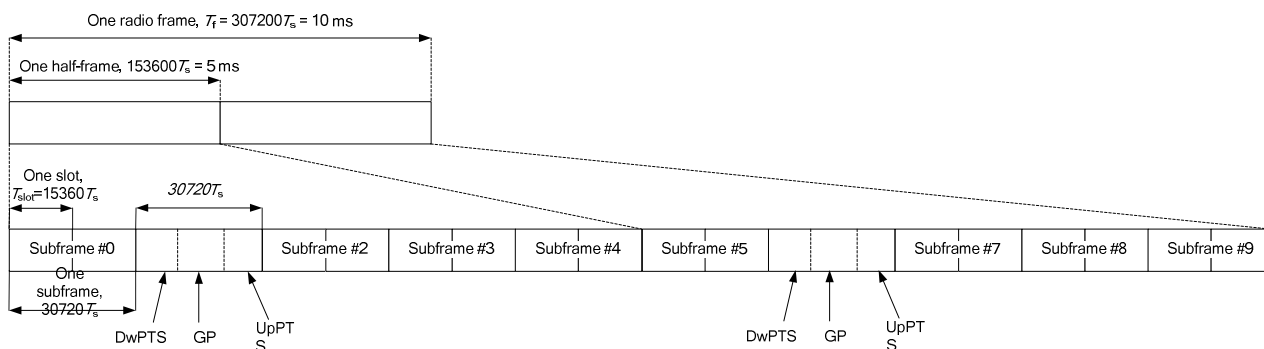 One radio frame, Tf = 307200Ts = 10 ms
One half-frame, 153600Ts = 5 ms
One slot,
Tslot=15360Ts
30720Ts
Subframe #0
Subframe #2
Subframe #3
Subframe #4
Subframe #5
Subframe #7
Subframe #8
Subframe #9
One
subframe,
30720Ts
DwPTS
GP
UpPT
S
DwPTS
GP
UpPT
S